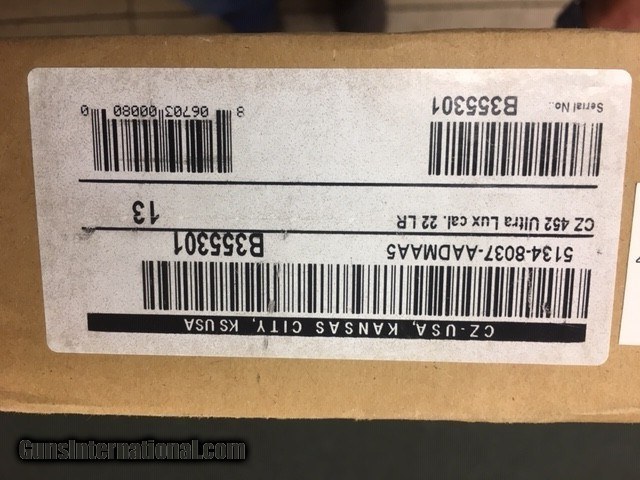 CZ-USA, KANSAS CITY, KS USA
5134-8037-AADMAA5 B355301
CZ 452 Ultra Lux cal. 22 LR 13
Serial No.. B355301
8 06703 00080 0
GunsInternational.com